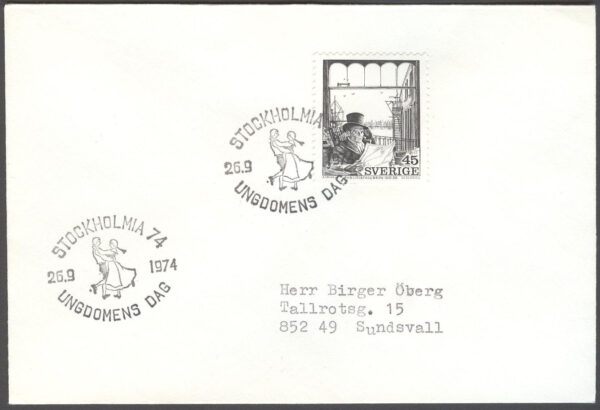 45
SVERIGE
STOCKHOLMIA
26.9
UNGDOMENS DAG
STOCKHOLMIA 74
26.9 1974
UNGDOMENS DAG
Herr Birger Öberg
Tallrotsg. 15
852 49 Sundsvall